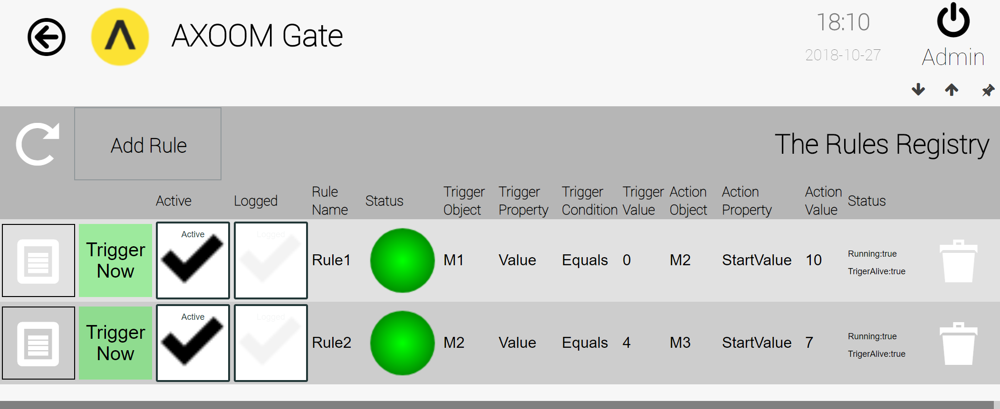 AXOOM Gate
18:10
2018-10-27
Admin
Add Rule
The Rules Registry
Active
Logged
Rule
Name
Status
Trigger
Object
Trigger
Property
Trigger
Condition
Trigger
Value
Action
Object
Action
Property
Action
Value
Status
Trigger
Now
Active
Logged
Rule1
M1
Value
Equals
0
M2
StartValue
10
Running:true
TrigerAlive:true
Trigger
Now
Active
Logged
Rule2
M2
Value
Equals
4
M3
StartValue
7
Running:true
TrigerAlive:true